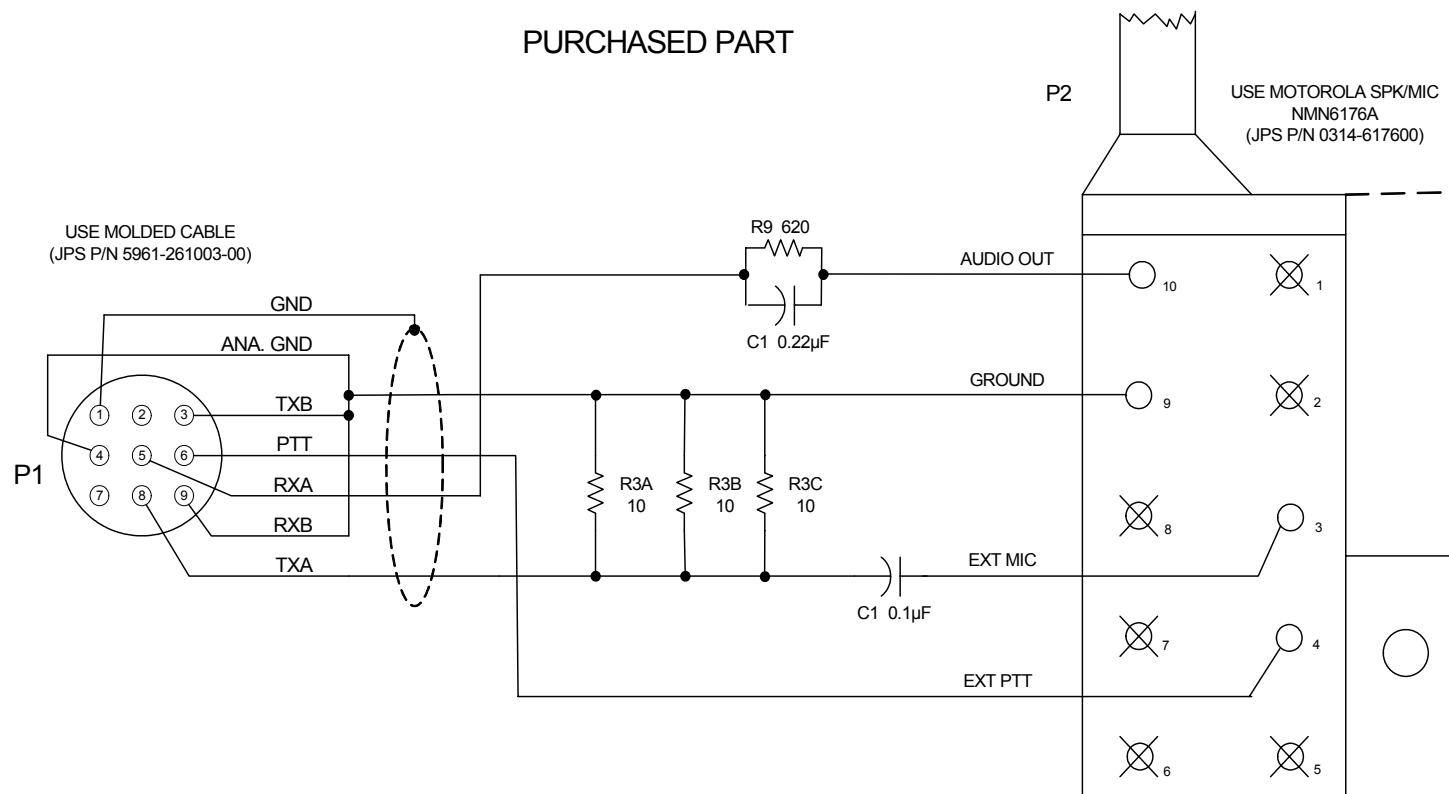 PURCHASED PART
P2
USE MOTOROLA SPK/MIC
NMN6176A
(JPS P/N 0314-617600)
USE MOLDED CABLE
(JPS P/N 5961-261003-00)
R9 620
C1 0.22µF
AUDIO OUT
10
1
GND
ANA. GND
GROUND
9
2
TXB
PTT
RXA
RXB
TXA
P1
1
2
3
4
5
6
7
8
9
R3A
10
R3B
10
R3C
10
8
3
C1 0.1µF
EXT MIC
7
4
EXT PTT
6
5